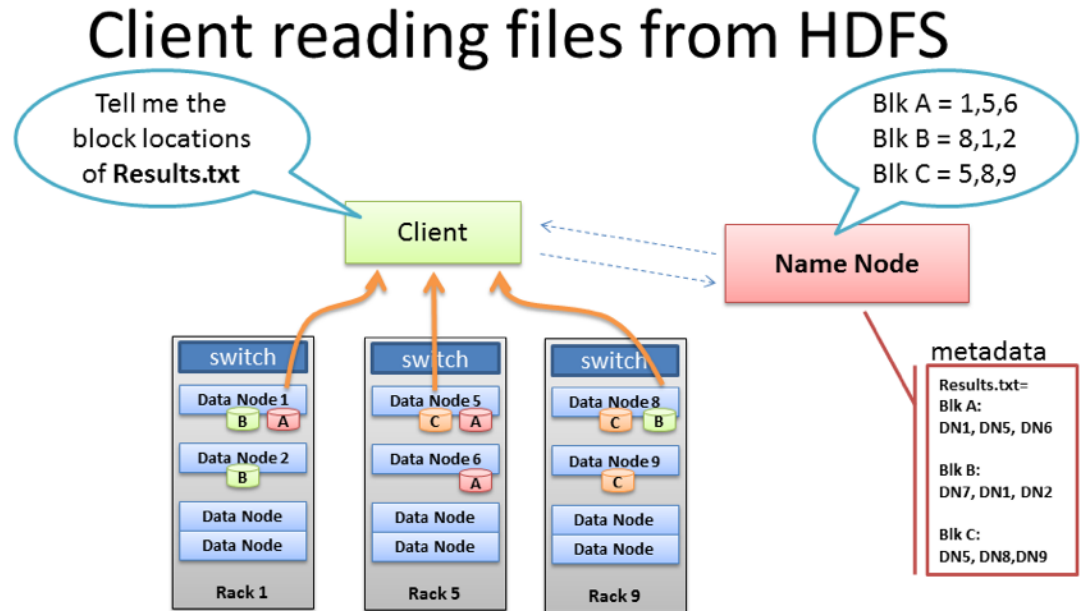 Client reading files from HDFS
Tell me the
block locations
of Results.txt
Blk A = 1,5,6
Blk B = 8,1,2
Blk C = 5,8,9
Client
Name Node
switch
Data Node 1
B
A
Data Node 2
B
Data Node
Data Node
Rack 1
switch
Data Node 5
C
A
Data Node 6
A
Data Node
Data Node
Rack 5
switch
Data Node 8
C
B
Data Node 9
C
Data Node
Data Node
Rack 9
metadata
Results.txt=
Blk A:
DN1, DN5, DN6
Blk B:
DN7, DN1, DN2
Blk C:
DN5, DN8,DN9